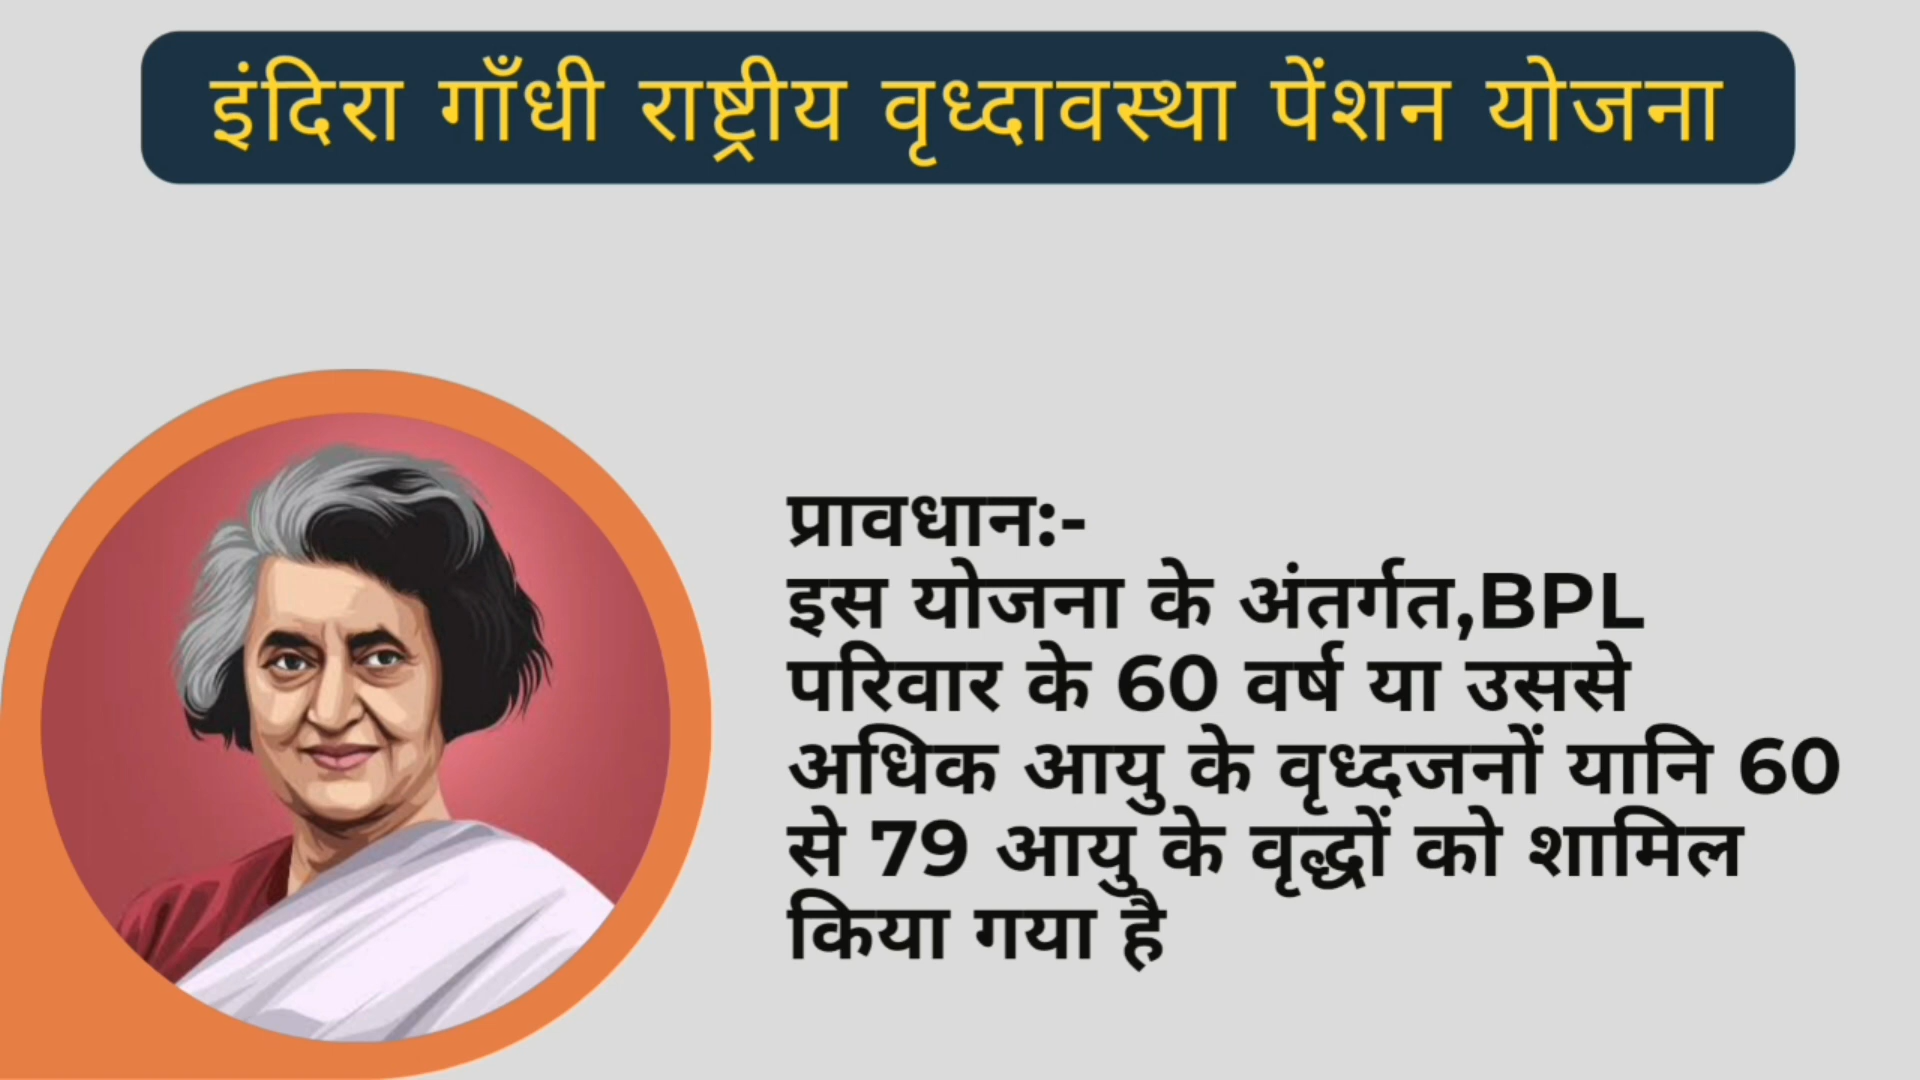 इंदिरा गाँधी राष्ट्रीय वृध्दावस्था पेंशन योजना
प्रावधान:-
इस योजना के अंतर्गत,BPL
परिवार के 60 वर्ष या उससे
अधिक आयु के वृध्दजनों यानि 60
से 79 आयु के वृद्धों को शामिल
किया गया है